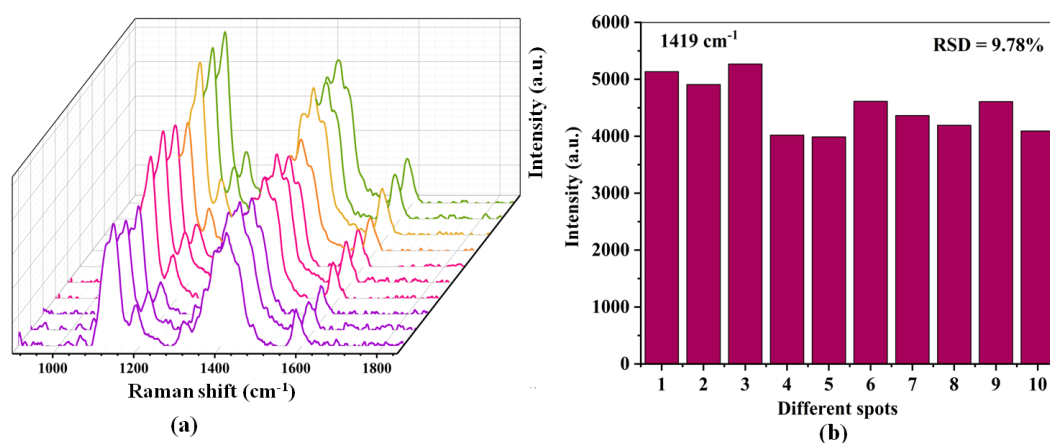 Intensity (a.u.)
1000 1200 1400 1600 1800
Raman shift (cm-1)
(a)
6000
5000
4000
3000
2000
1000
0
Intensity (a.u.)
1419 cm-1
RSD = 9.78%
1 2 3 4 5 6 7 8 9 10
Different spots
(b)